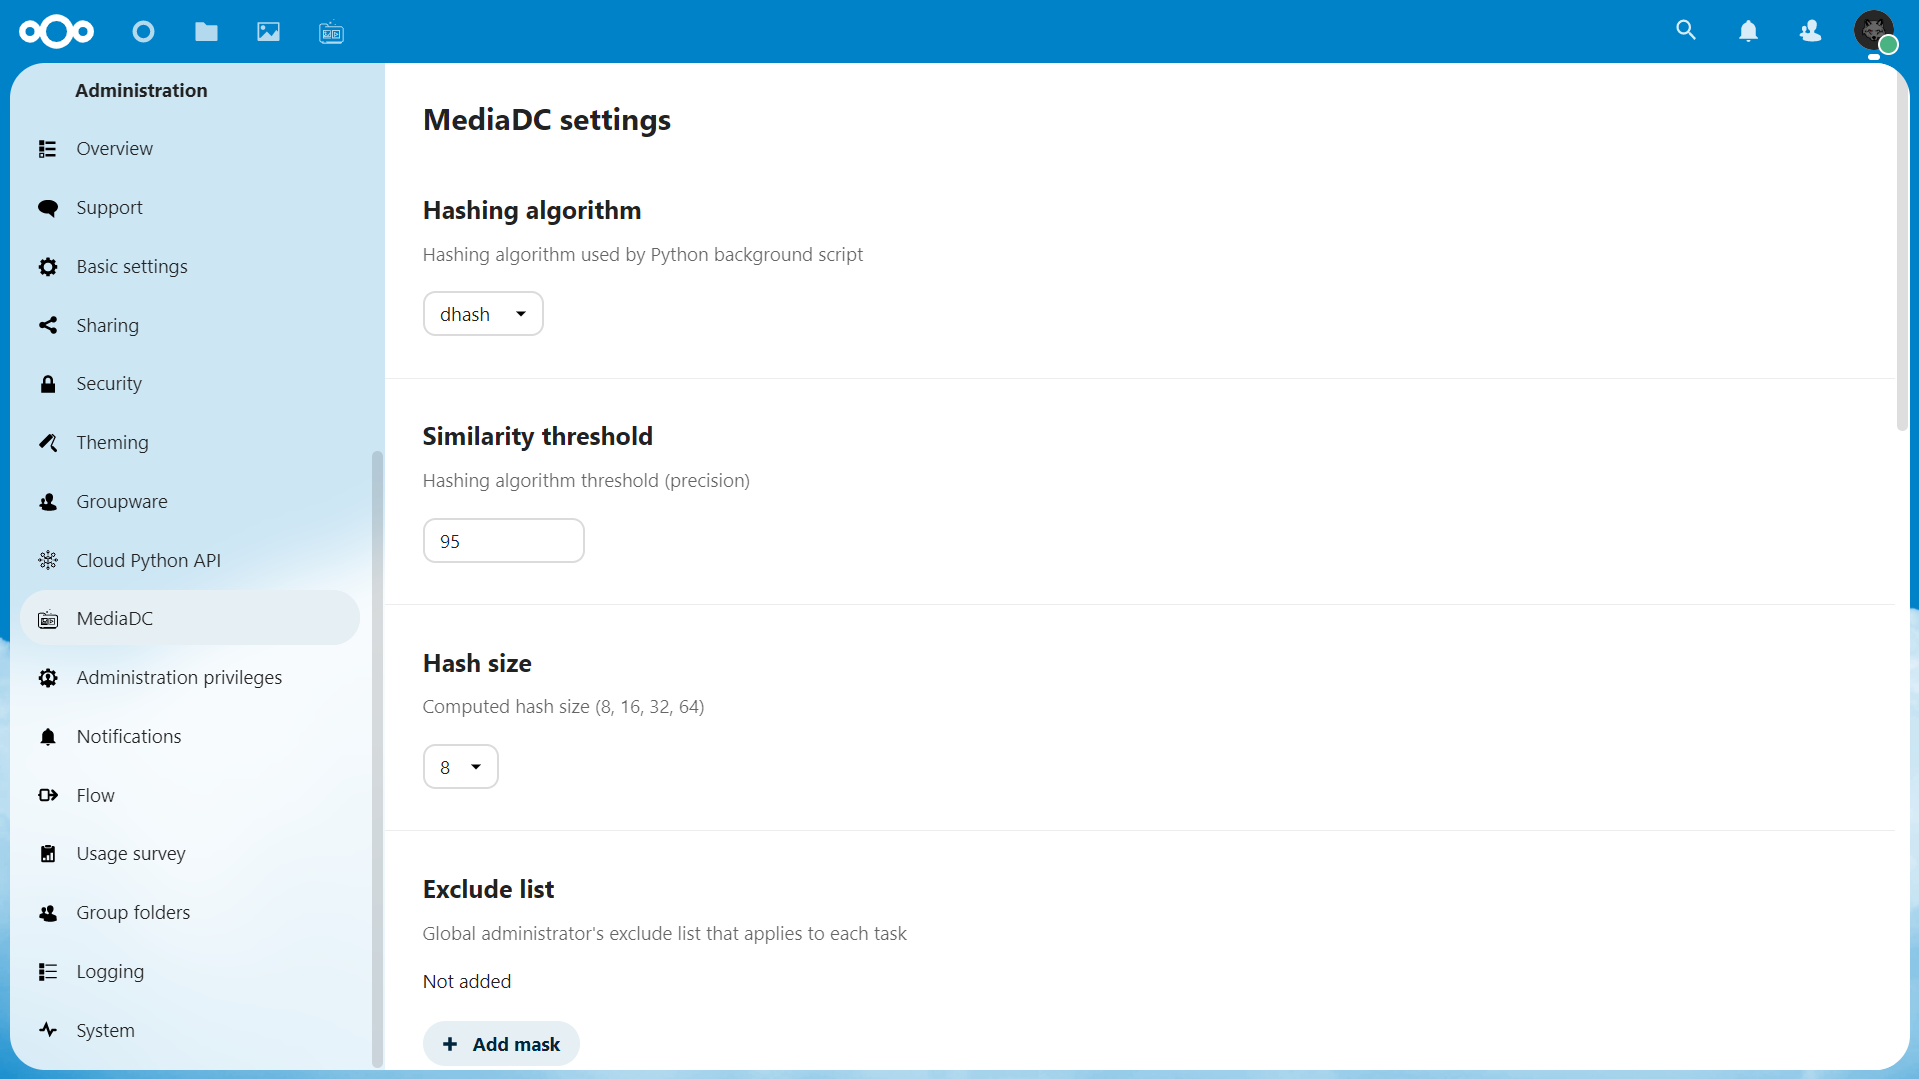 Administration
Overview
Support
Basic settings
Sharing
Security
Theming
Groupware
Cloud Python API
MediaDC
Administration privileges
Notifications
Flow
Usage survey
Group folders
Logging
System
MediaDC settings
Hashing algorithm
Hashing algorithm used by Python background script
dhash
Similarity threshold
Hashing algorithm threshold (precision)
95
Hash size
Computed hash size (8, 16, 32, 64)
8
Exclude list
Global administrator's exclude list that applies to each task
Not added
+ Add mask